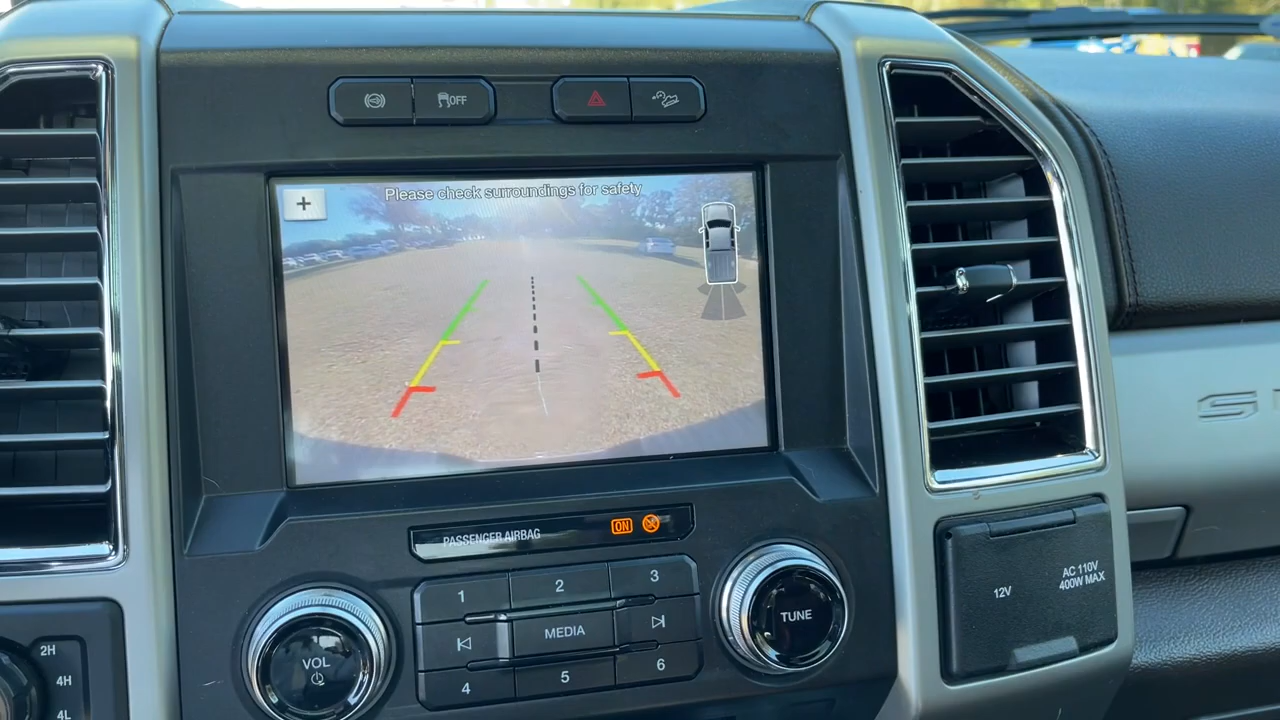 OFF
Please check surroundings for safety
+
PASSENGER AIRBAG ON
1 2 3
MEDIA
4 5 6
VOL
TUNE
12V
AC 110V
400W MAX
2H
4H
4L
S